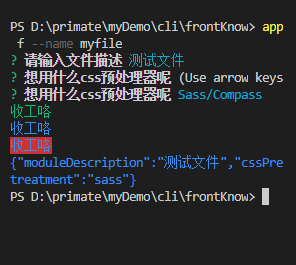 PS D:\primate\myDemo\cli\frontKnow> app
 f --name myfile
? 请输入文件描述 测试文件
? 想用什么css预处理器呢 (Use arrow keys
? 想用什么css预处理器呢 Sass/Compass
收工咯
收工咯
收工咯
{"moduleDescription":"测试文件","cssPre
treatment":"sass"}
PS D:\primate\myDemo\cli\frontKnow>